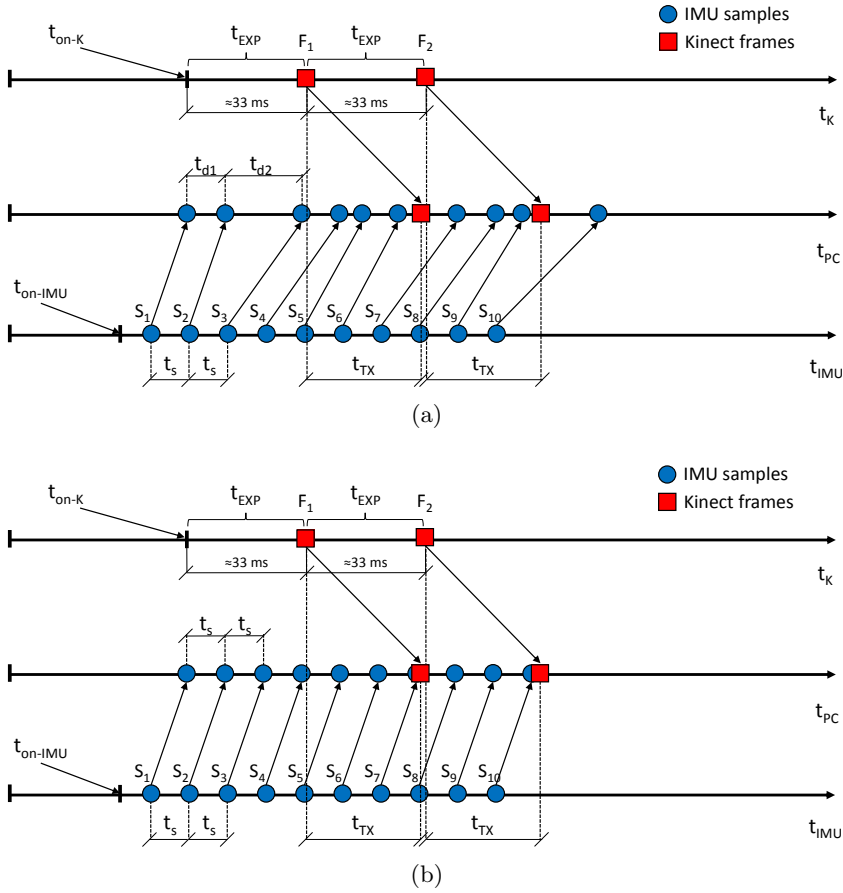 IMU samples
Kinect frames
t_on-K
t_EXP F_1 t_EXP F_2
≈33 ms ≈33 ms
t_K
t_d1 t_d2
t_PC
t_on-IMU
S_1 S_2 S_3 S_4 S_5 S_6 S_7 S_8 S_9 S_10
t_s t_s t_TX t_TX
t_IMU
(a)
IMU samples
Kinect frames
t_on-K
t_EXP F_1 t_EXP F_2
≈33 ms ≈33 ms
t_K
t_s t_s
t_PC
t_on-IMU
S_1 S_2 S_3 S_4 S_5 S_6 S_7 S_8 S_9 S_10
t_s t_s t_TX t_TX
t_IMU
(b)